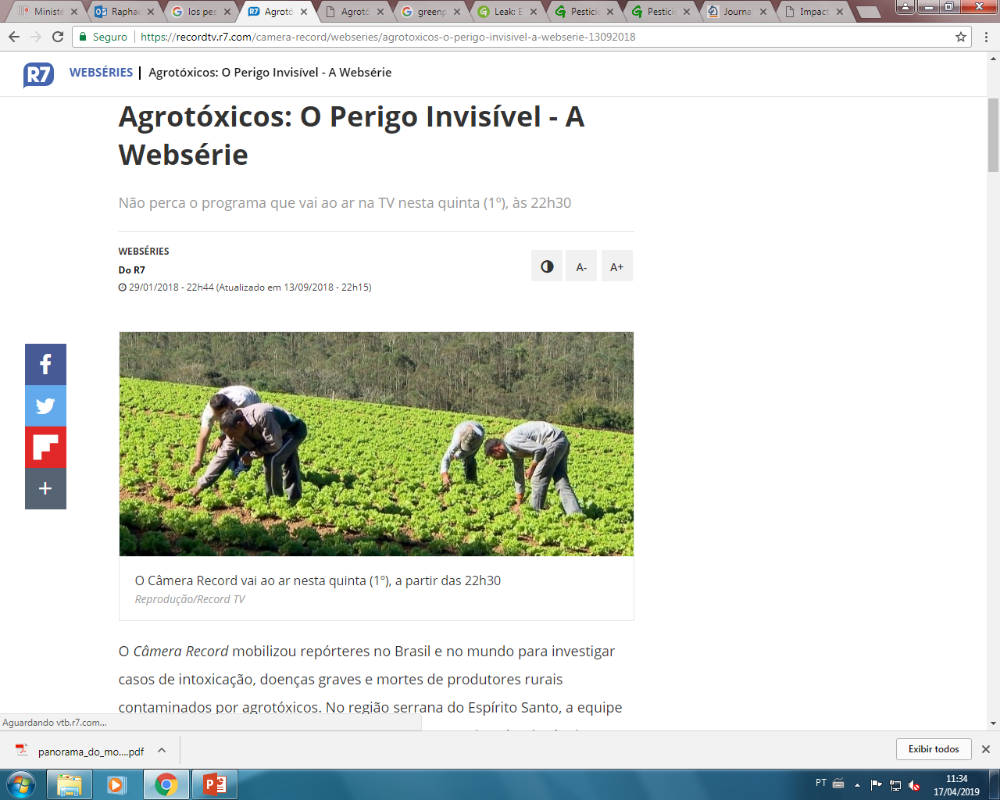 Ministé
Raphae
los pes
Agrotó
Agrotó
greenp
Leak: E
Pesticid
Pesticid
Journa
Impact
Seguro
https://recordtv.r7.com/camera-record/webseries/agrotoxicos-o-perigo-invisivel-a-webserie-13092018
R7 WEBSÉRIES | Agrotóxicos: O Perigo Invisível - A Websérie
Agrotóxicos: O Perigo Invisível - A
Websérie
Não perca o programa que vai ao ar na TV nesta quinta (1º), às 22h30
WEBSÉRIES
Do R7
29/01/2018 - 22h44 (Atualizado em 13/09/2018 - 22h15)
A-
A+
O Câmera Record vai ao ar nesta quinta (1º), a partir das 22h30
Reprodução/Record TV
O Câmera Record mobilizou repórteres no Brasil e no mundo para investigar
casos de intoxicação, doenças graves e mortes de produtores rurais
contaminados por agrotóxicos. No região serrana do Espírito Santo, a equipe
Aguardando vtb.r7.com...
panorama_do_mo....pdf
Exibir todos
PT
11:34
17/04/2019